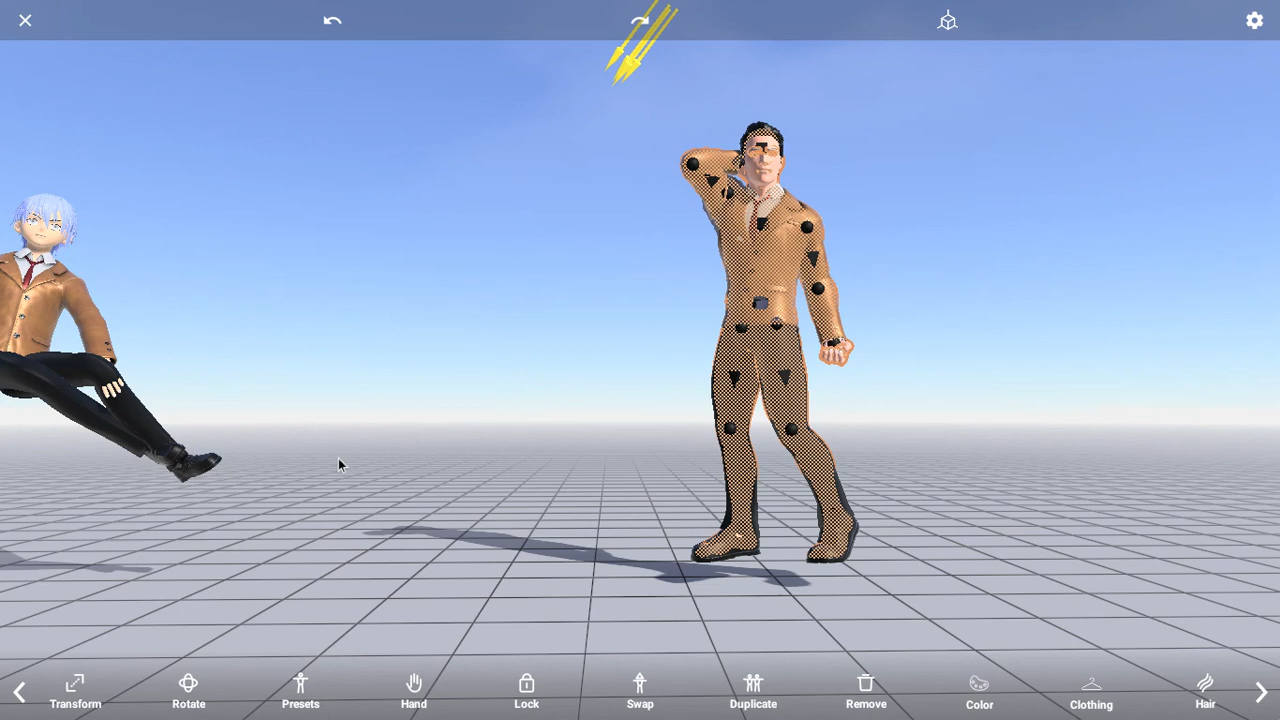 Transform
Rotate
Presets
Hand
Lock
Swap
Duplicate
Remove
Color
Clothing
Hair